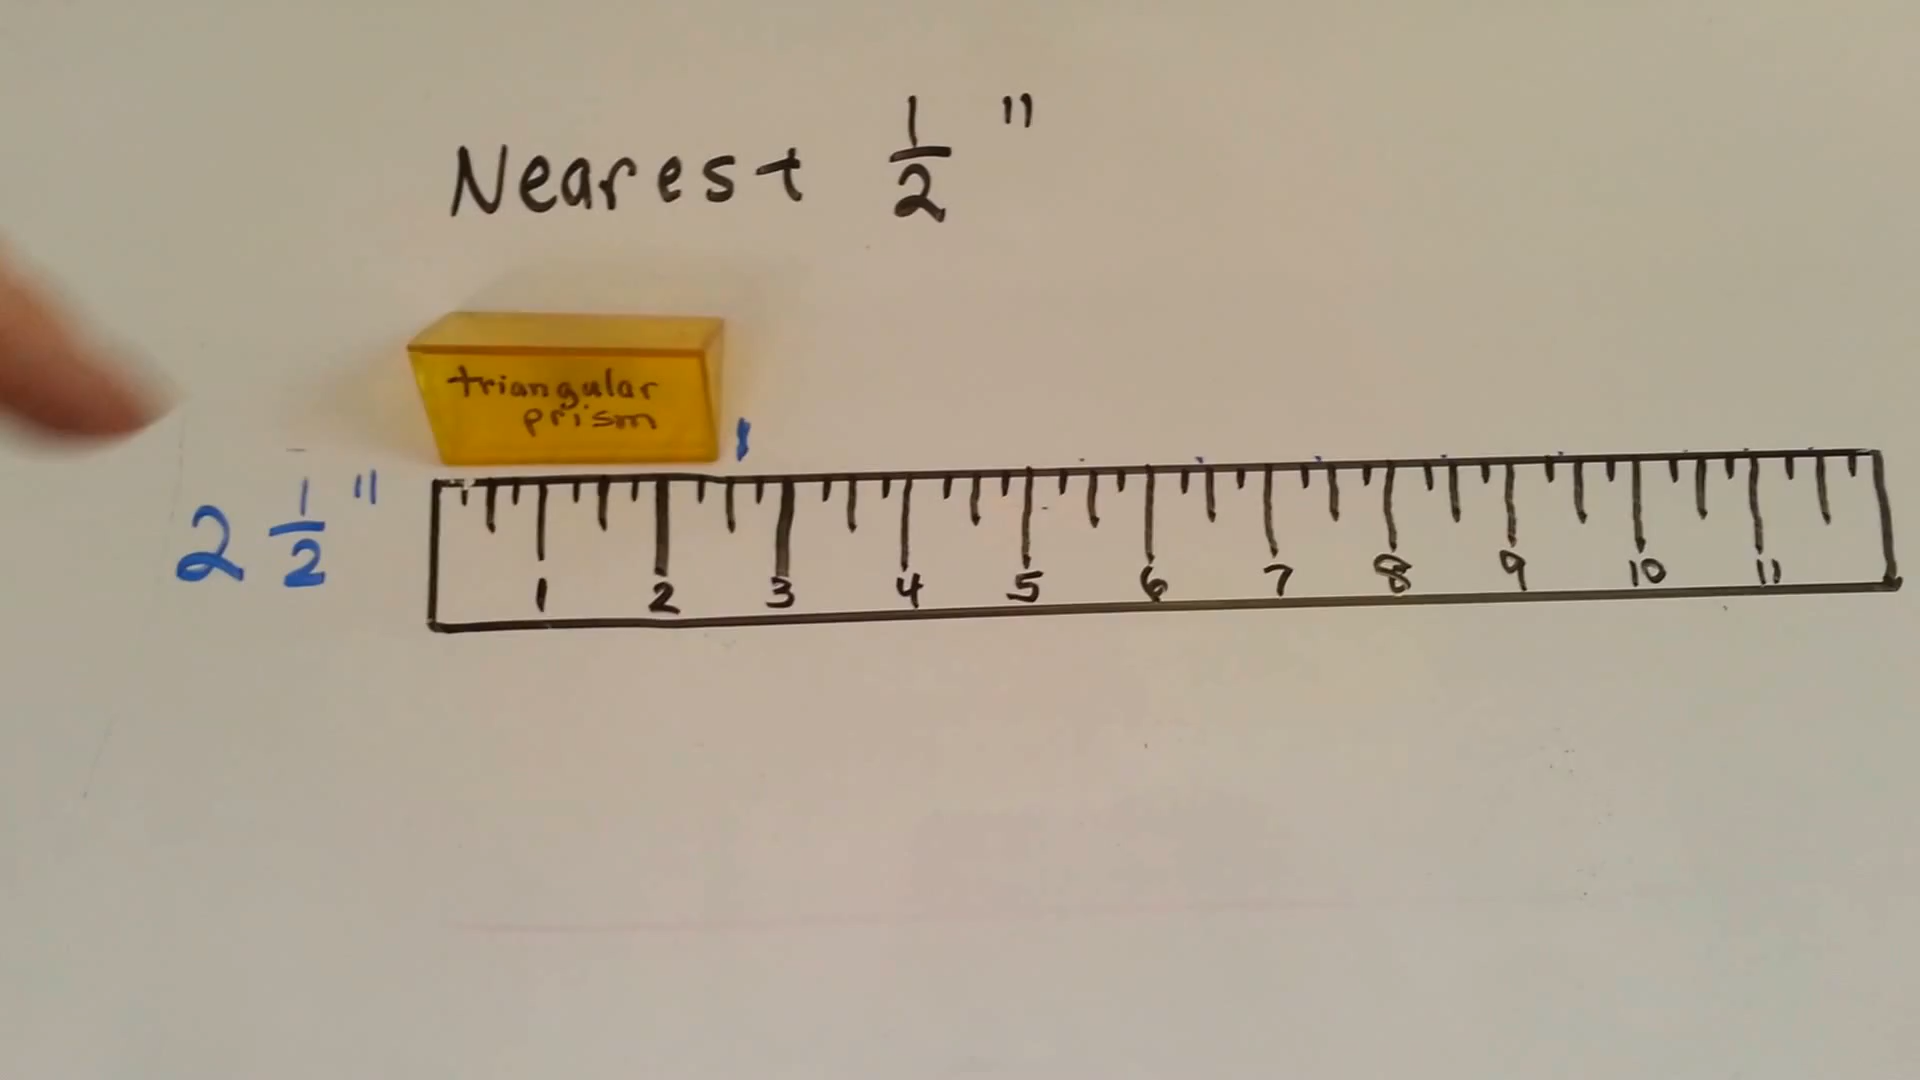 Nearest 1/2 "
triangular
prism
2 1/2 "
1 2 3 4 5 6 7 8 9 10 11